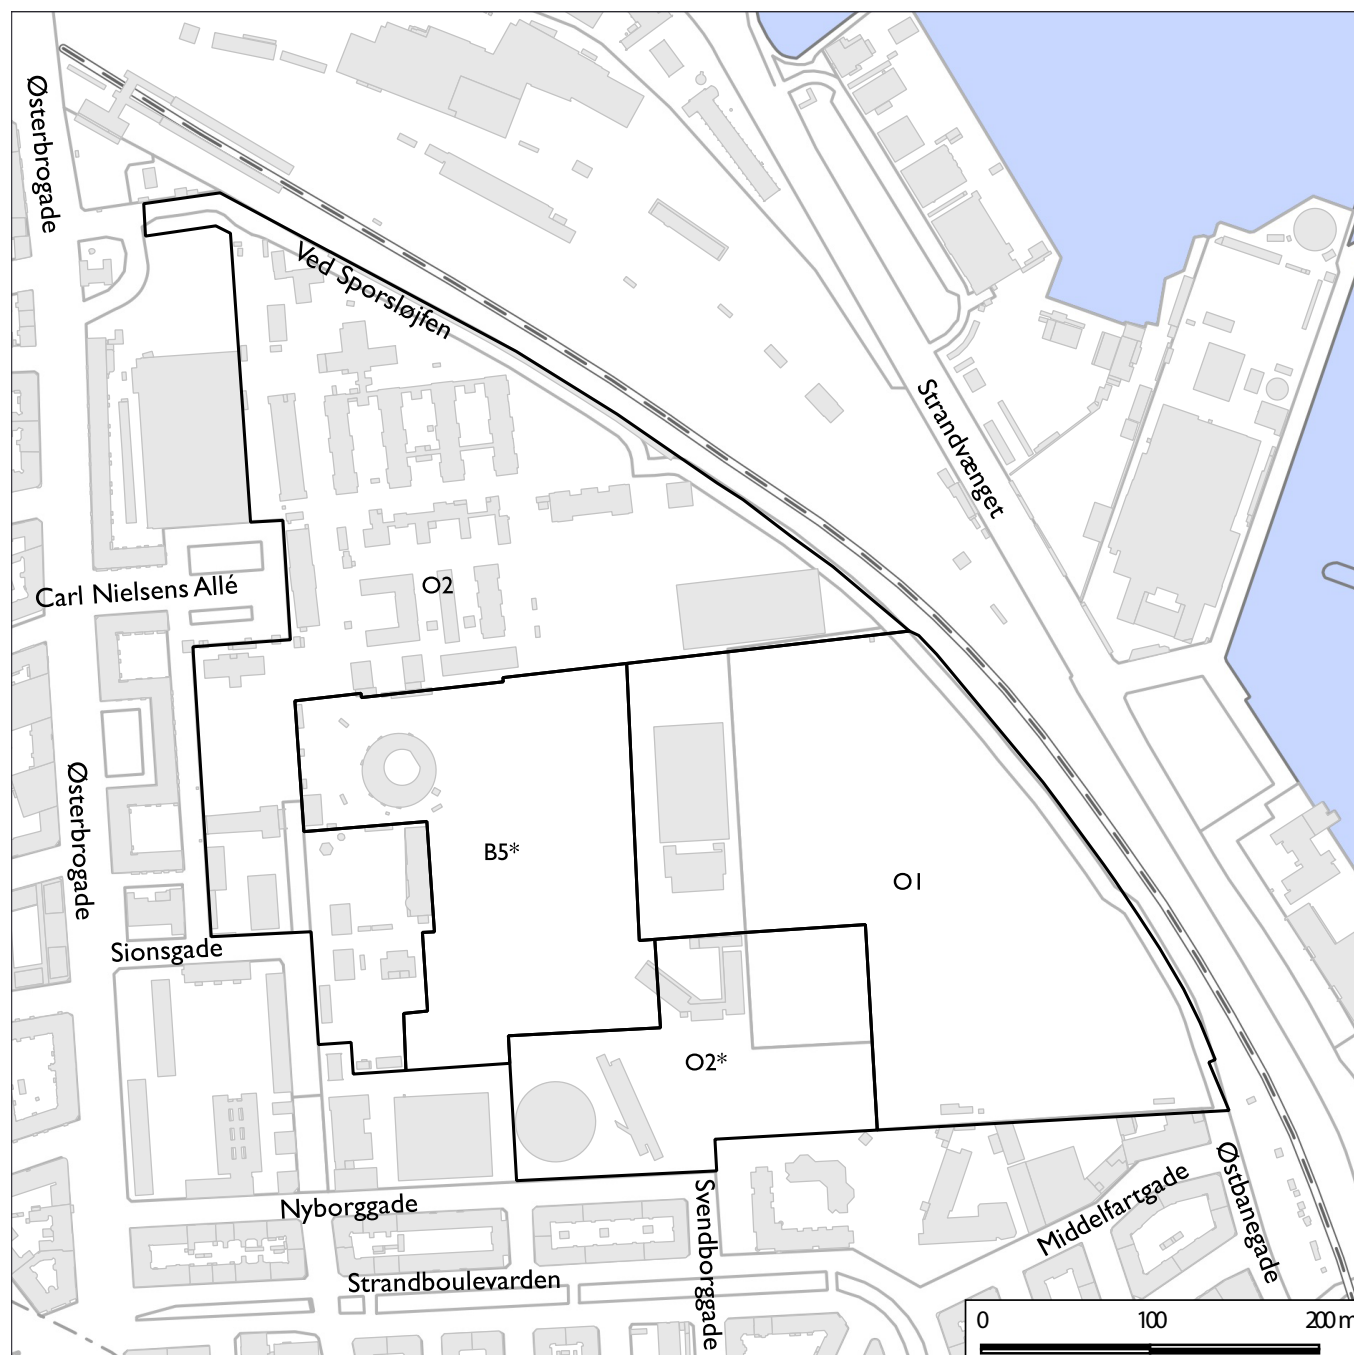 Østerbrogade
Ved Sporsløjfen
Strandvænget
Carl Nielsens Allé
O2
Østerbrogade
B5*
O1
Sionsgade
O2*
Nyborggade
Svendborggade
Middelfartgade
Østbanegade
Strandboulevarden
0 100 200 m